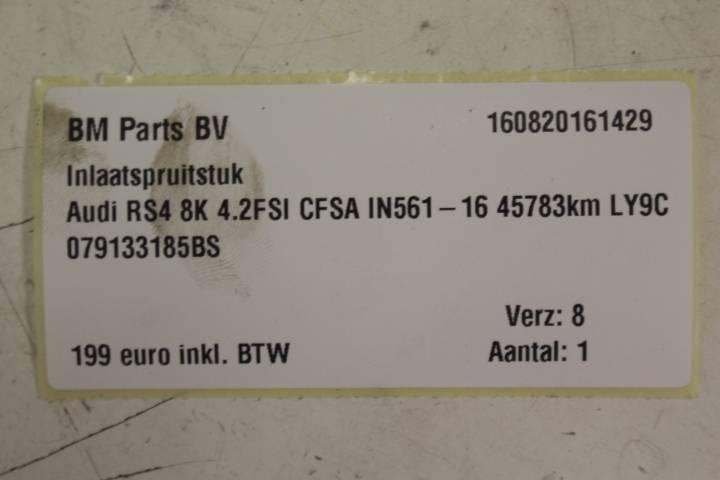 BM Parts BV 160820161429
Inlaatspruitstuk
Audi RS4 8K 4.2FSI CFSA IN561-16 45783km LY9C
079133185BS
Verz: 8
199 euro inkl. BTW Aantal: 1